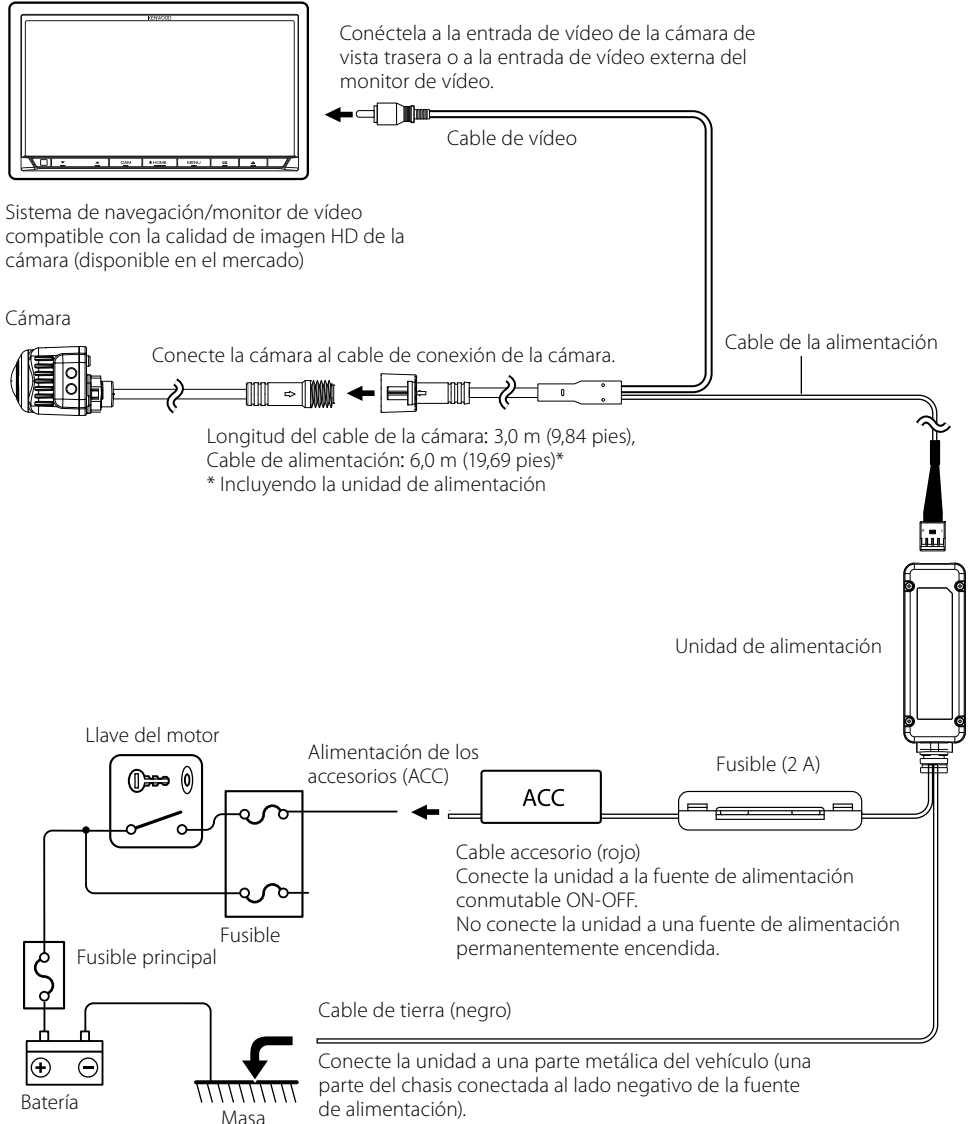 KENWOOD
Conéctela a la entrada de vídeo de la cámara de
vista trasera o a la entrada de vídeo externa del
monitor de vídeo.
Cable de vídeo
CAM
HOME
MENU
Sistema de navegación/monitor de vídeo
compatible con la calidad de imagen HD de la
cámara (disponible en el mercado)
Cámara
Conecte la cámara al cable de conexión de la cámara.
Cable de la alimentación
Longitud del cable de la cámara: 3,0 m (9,84 pies),
Cable de alimentación: 6,0 m (19,69 pies)*
* Incluyendo la unidad de alimentación
Unidad de alimentación
Llave del motor
Alimentación de los
accesorios (ACC)
ACC
Fusible (2 A)
Cable accesorio (rojo)
Conecte la unidad a la fuente de alimentación
conmutable ON-OFF.
No conecte la unidad a una fuente de alimentación
permanentemente encendida.
Fusible
Fusible principal
Cable de tierra (negro)
Conecte la unidad a una parte metálica del vehículo (una
parte del chasis conectada al lado negativo de la fuente
de alimentación).
Batería
Masa